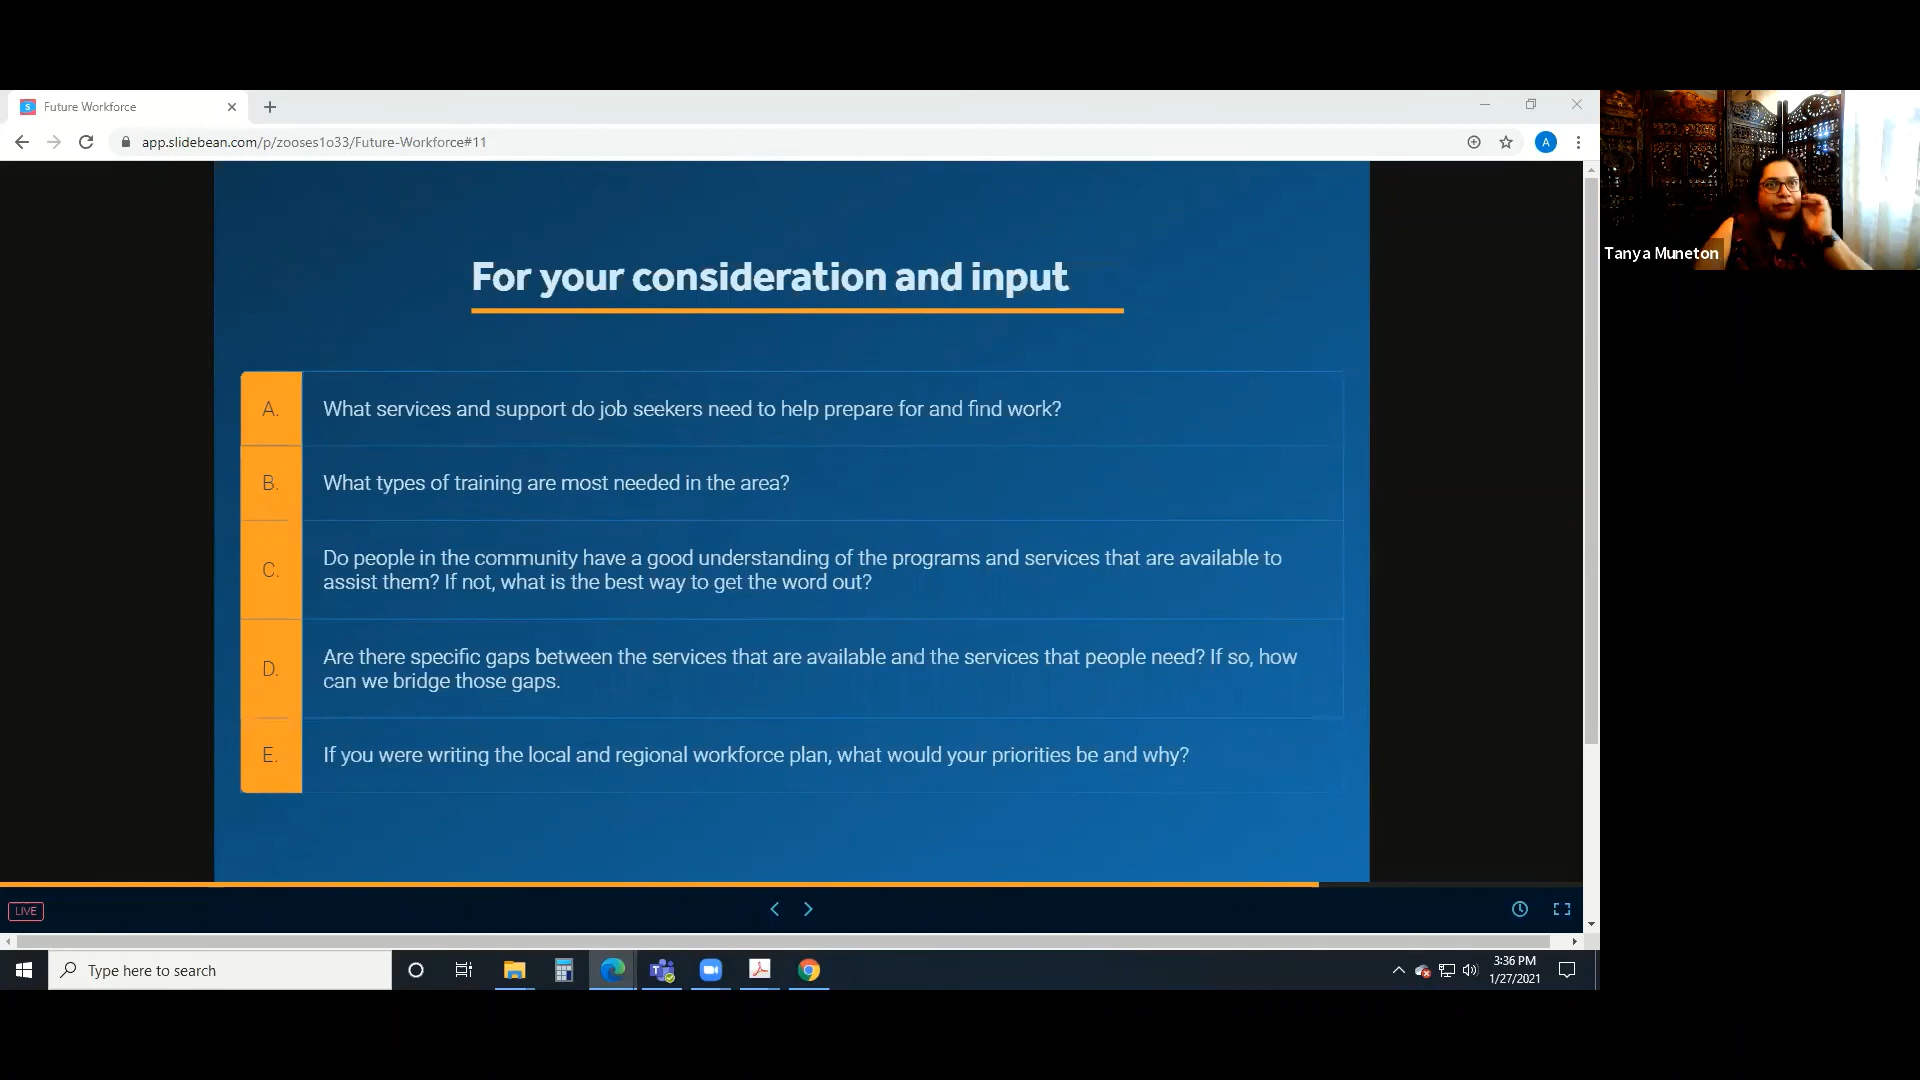 Future Workforce
app.slidebean.com/p/zooses1o33/Future-Workforce#11
A
Tanya Muneton
For your consideration and input
A. What services and support do job seekers need to help prepare for and find work?
B. What types of training are most needed in the area?
C. Do people in the community have a good understanding of the programs and services that are available to
assist them? If not, what is the best way to get the word out?
D. Are there specific gaps between the services that are available and the services that people need? If so, how
can we bridge those gaps.
E. If you were writing the local and regional workforce plan, what would your priorities be and why?
LIVE
Type here to search
3:36 PM
1/27/2021